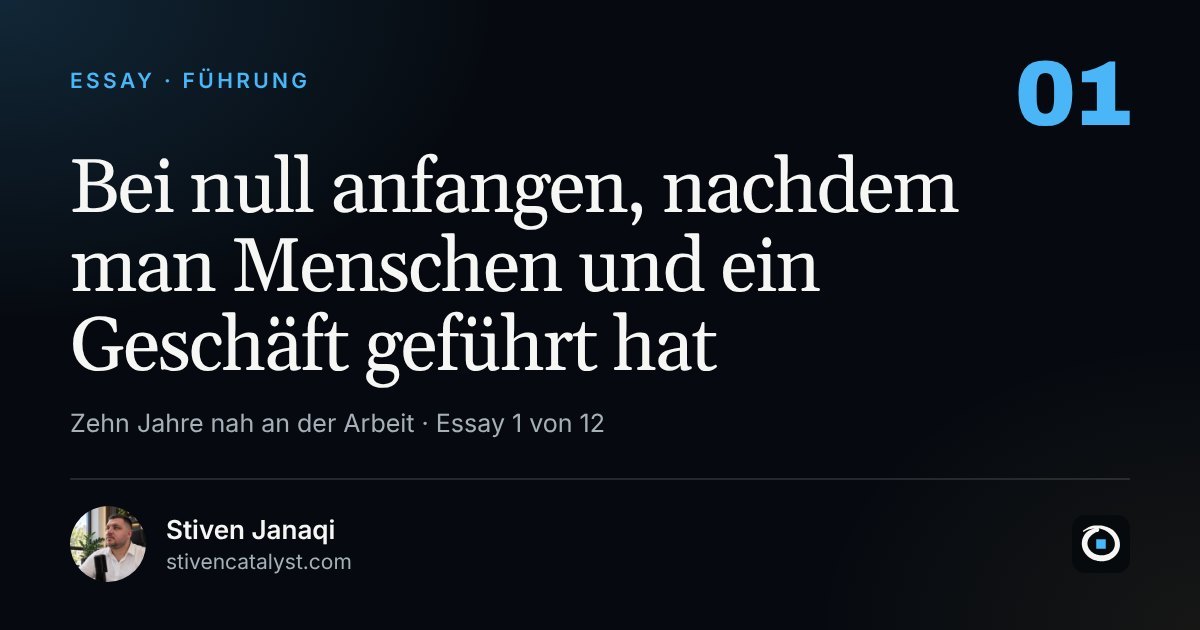 ESSAY · FÜHRUNG
01
Bei null anfangen, nachdem
man Menschen und ein
Geschäft geführt hat
Zehn Jahre nah an der Arbeit · Essay 1 von 12
Stiven Janaqi
stivencatalyst.com